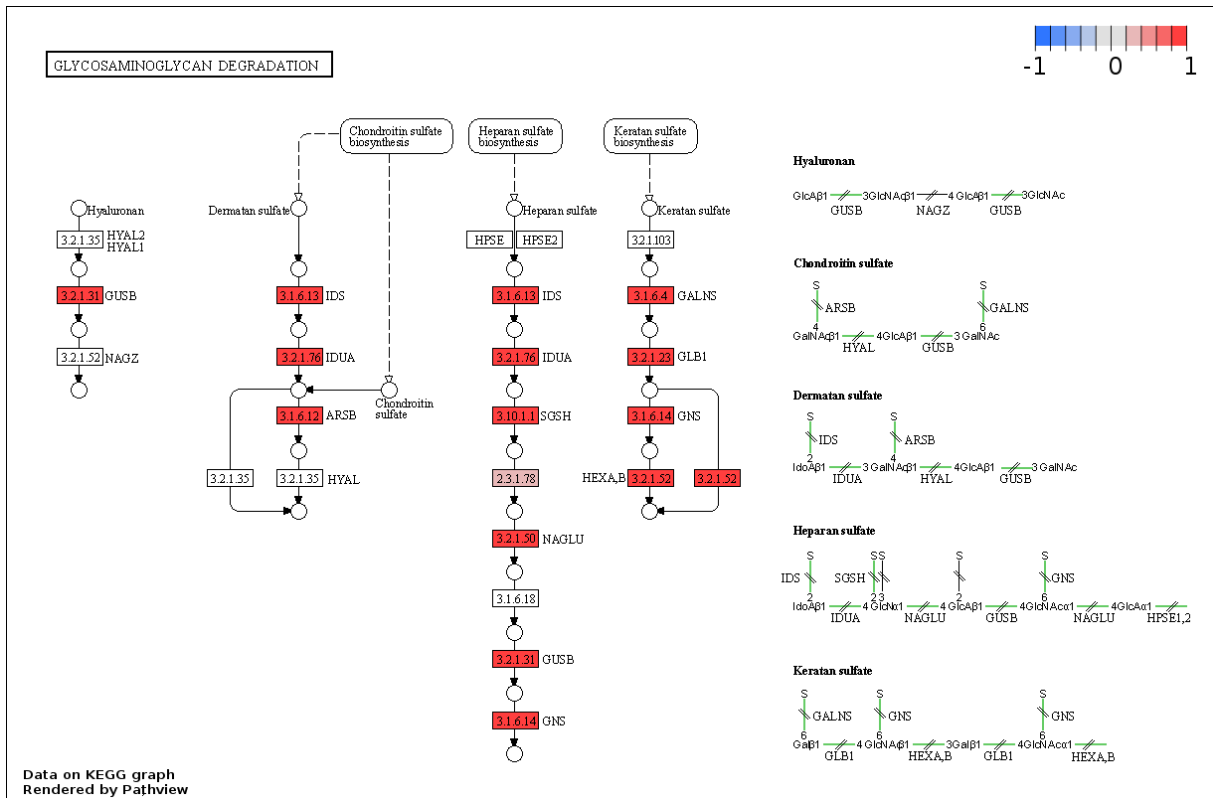 -1 0 1
GLYCOSAMINOGLYCAN DEGRADATION
Chondroitin sulfate
biosynthesis
Heparan sulfate
biosynthesis
Keratan sulfate
biosynthesis
Hyaluronan
Dermatan sulfate
Heparan sulfate
Keratan sulfate
3.2.1.35 HYAL2
HYAL1
HPSE HPSE2
3.2.1.103
3.2.1.31 GUSB
3.1.6.13 IDS
3.1.6.13 IDS
3.1.6.4 GALNS
3.2.1.52 NAGZ
3.2.1.76 IDUA
3.2.1.76 IDUA
3.2.1.23 GLB1
Chondroitin
sulfate
3.1.6.12 ARSB
3.10.1.1 SGSH
3.1.6.14 GNS
3.2.1.35
3.2.1.35 HYAL
2.3.1.78
HEXA,B 3.2.1.52
3.2.1.52
3.2.1.50 NAGLU
3.1.6.18
3.2.1.31 GUSB
3.1.6.14 GNS
Hyaluronan
GlcAβ1 3GlcNAcβ1 4GlcAβ1 3GlcNAc
GUSB NAGZ GUSB
Chondroitin sulfate
S S
ARSB GALNS
4 6
GalNAcβ1 4GlcAβ1 3 GalNAc
HYAL GUSB
Dermatan sulfate
S S
IDS ARSB
2 4
IdoAβ1 3 GalNAcβ1 4GlcAβ1 3 GalNAc
IDUA HYAL GUSB
Heparan sulfate
S SS S S
IDS SGSH GNS
2 2 3 2 6
IdoAβ1 4 GlcNα1 4GlcAβ1 4GlcNAcα1 4GlcAα1
IDUA NAGLU GUSB NAGLU HPSE1,2
Keratan sulfate
S S S
GALNS GNS GNS
6 6 6
Galβ1 4 GlcNAβ1 3Galβ1 4GlcNAcα1
GLB1 HEXA,B GLB1 HEXA,B
Data on KEGG graph
Rendered by Pathview